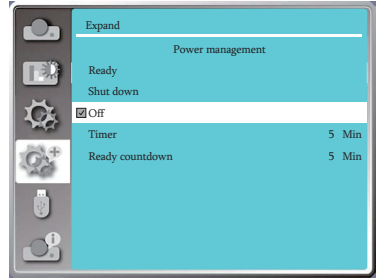 Expand
Power management
Ready
Shut down
Off
Timer 5 Min
Ready countdown 5 Min